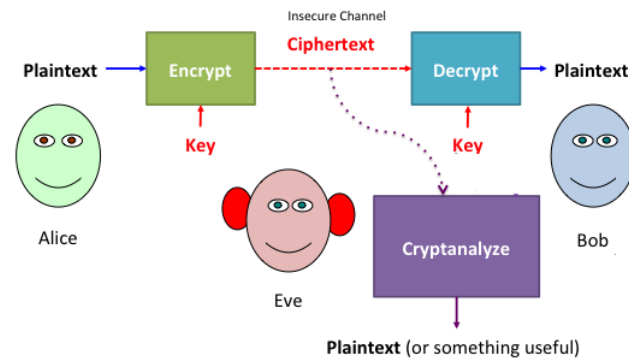 Insecure Channel
Plaintext
Encrypt
Ciphertext
Decrypt
Plaintext
Key
Key
Alice
Eve
Cryptanalyze
Bob
Plaintext (or something useful)